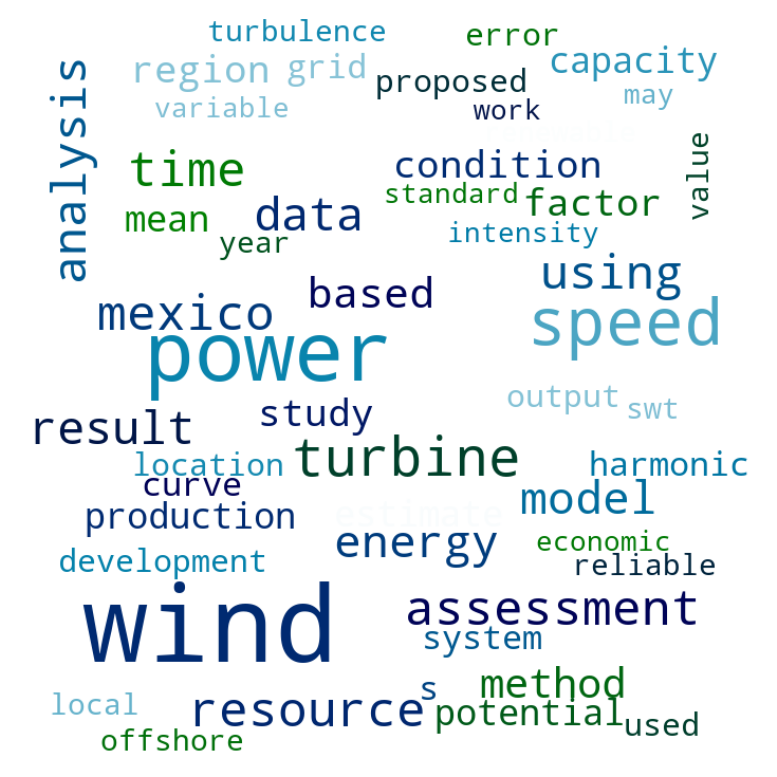 turbulence
error
region
grid
capacity
proposed
variable
work
may
analysis
value
time
condition
standard
factor
mean
data
year
intensity
using
based
mexico
speed
power
output
swt
result
study
location
turbine
harmonic
curve
model
production
estimate
energy
economic
development
reliable
wind
assessment
system
method
s
local
resource
potential
used
offshore